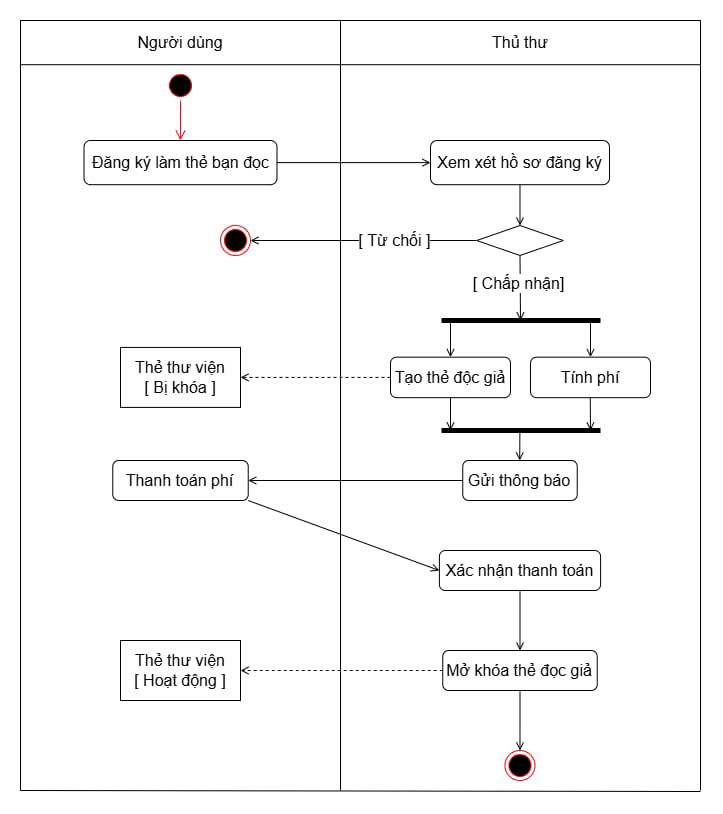 Người dùng
Thủ thư
Đăng ký làm thẻ bạn đọc
Xem xét hồ sơ đăng ký
[ Từ chối ]
[ Chấp nhận]
Thẻ thư viện
[ Bị khóa ]
Tạo thẻ độc giả
Tính phí
Thanh toán phí
Gửi thông báo
Xác nhận thanh toán
Thẻ thư viện
[ Hoạt động ]
Mở khóa thẻ đọc giả